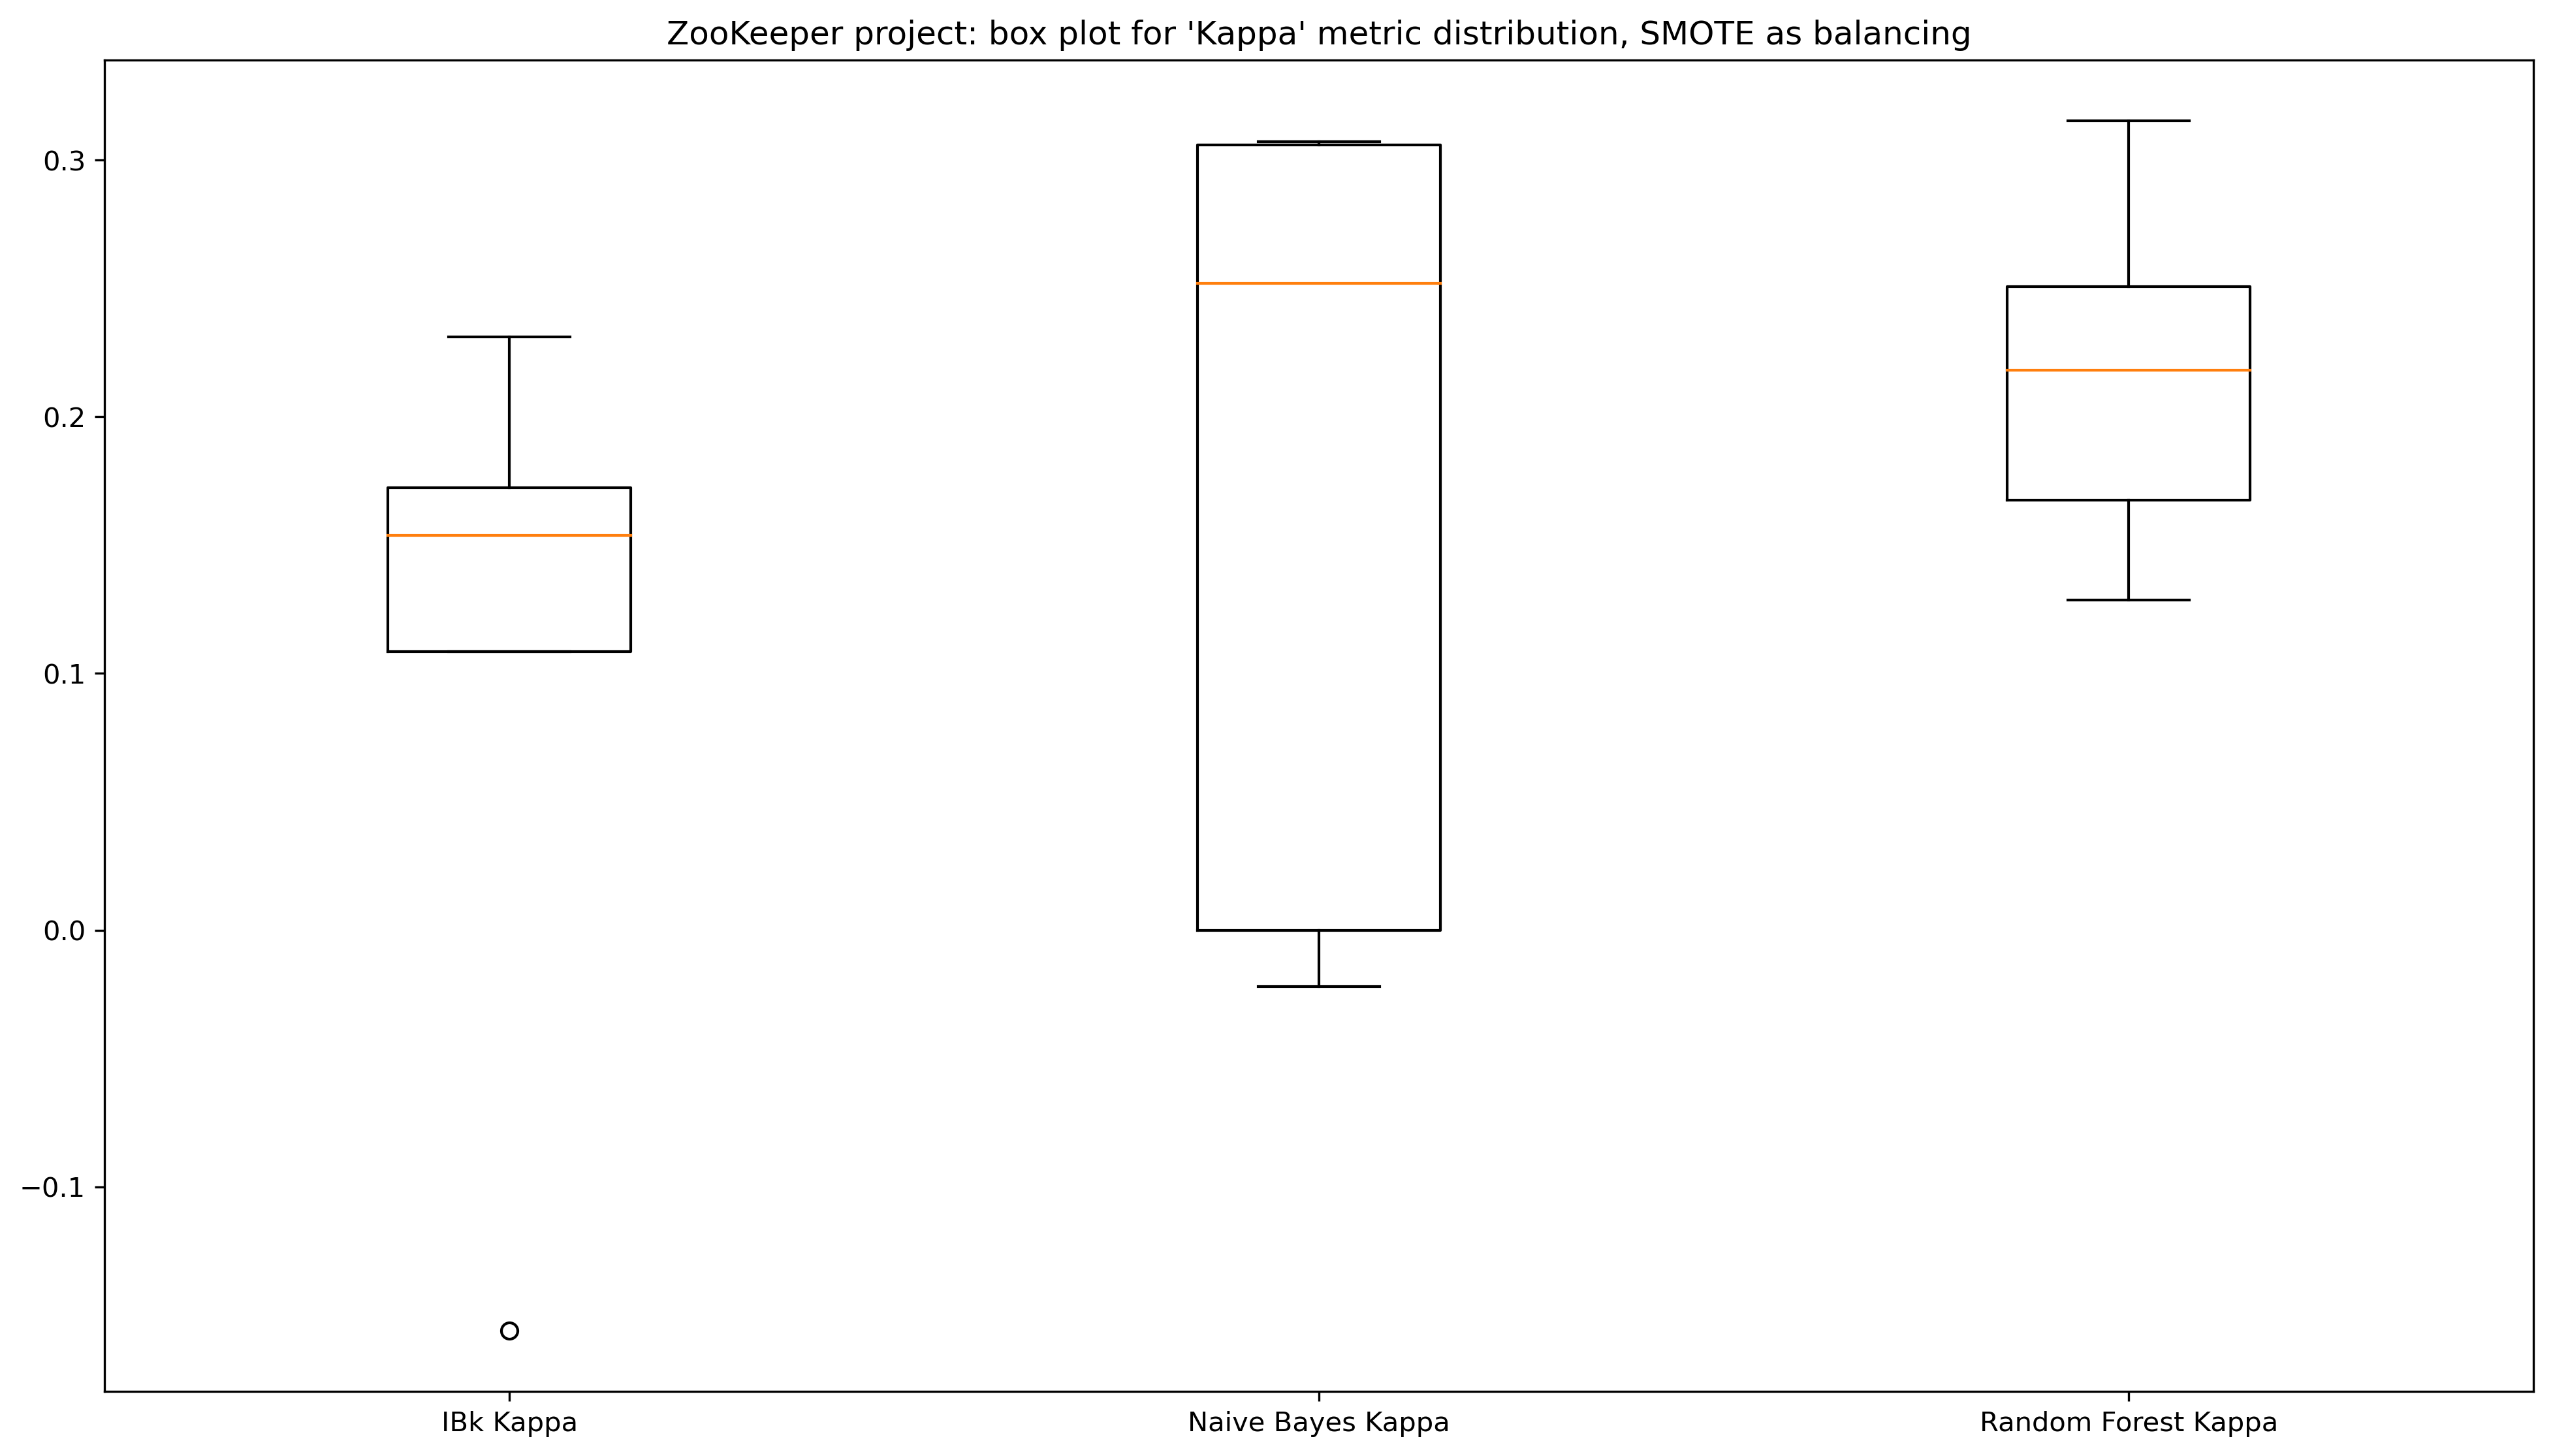 ZooKeeper project: box plot for 'Kappa' metric distribution, SMOTE as balancing
0.3
0.2
0.1
0.0
−0.1
IBk Kappa
Naive Bayes Kappa
Random Forest Kappa